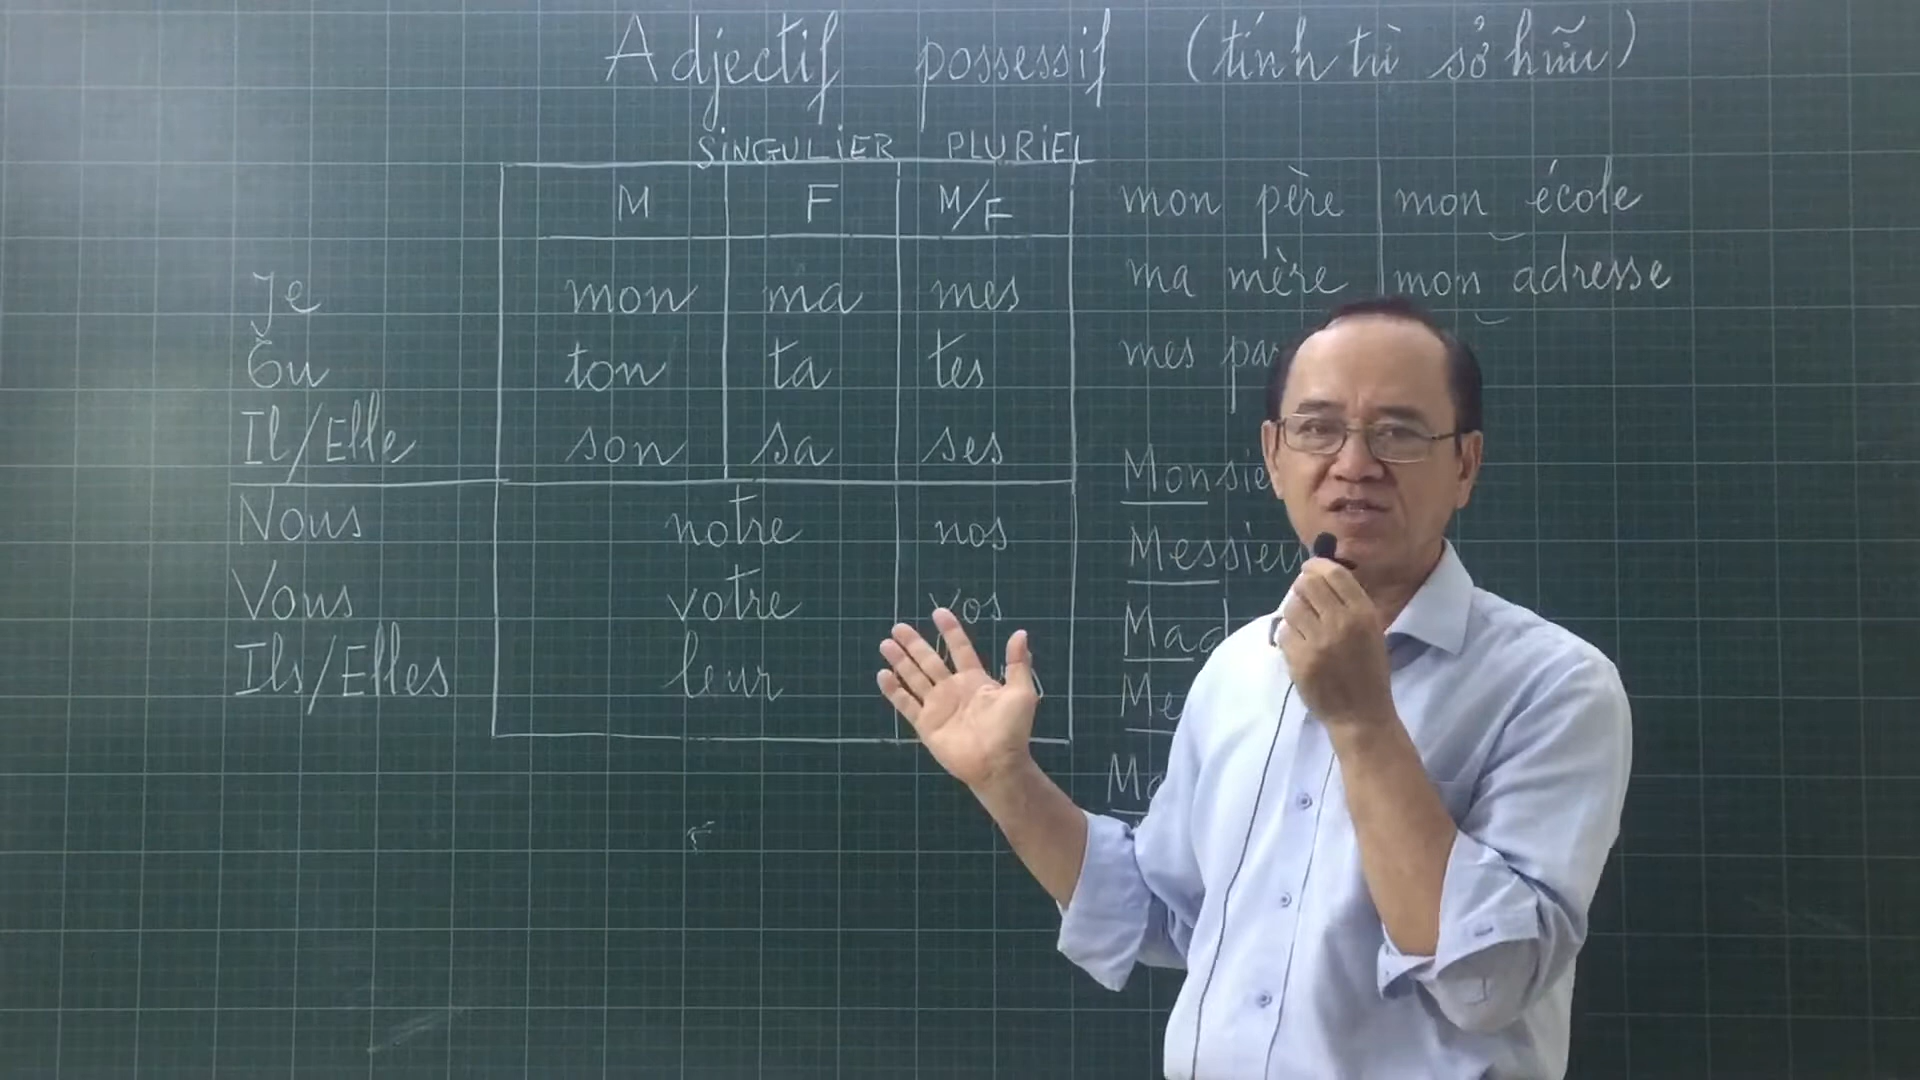 Adjectif possessif (tính từ sở hữu)
SINGULIER PLURIEL
M F M/F
Je mon ma mes
Tu ton ta tes
Il/Elle son sa ses
Nous notre nos
Vous votre vos
Ils/Elles leur
mon père mon école
ma mère mon adresse
mes